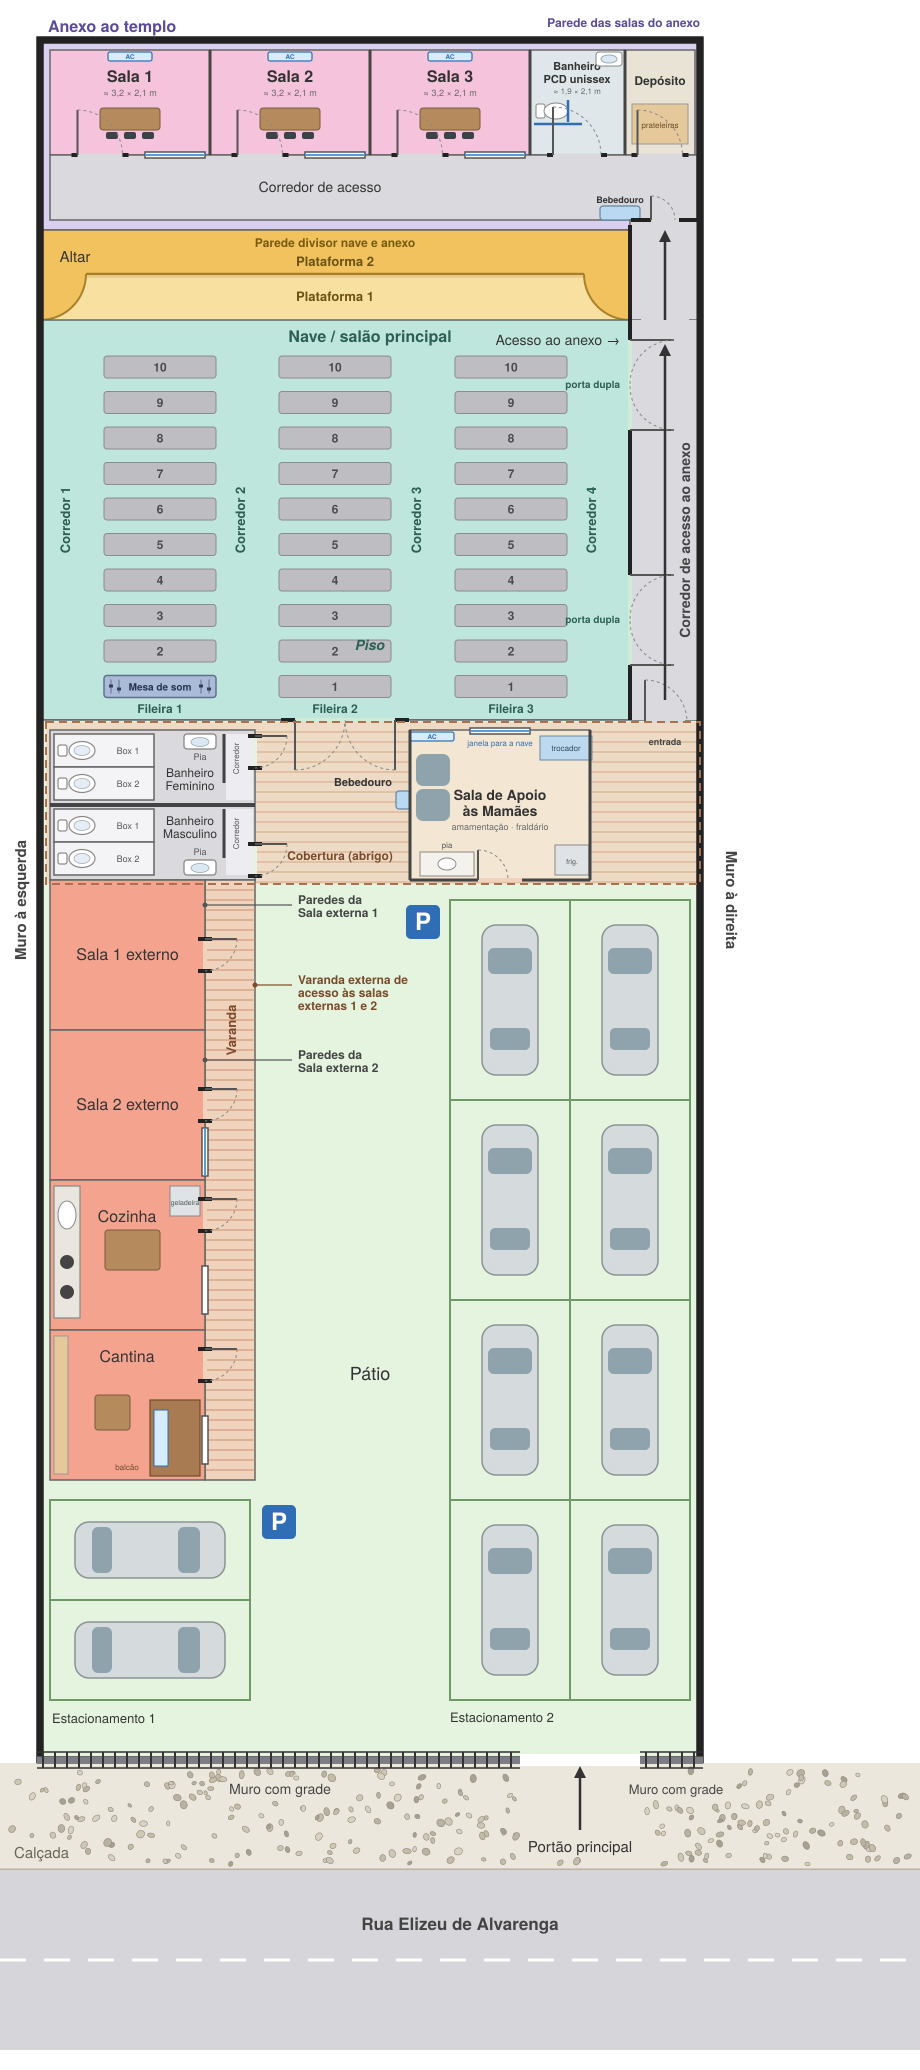 Anexo ao templo
Parede das salas do anexo
AC
AC
AC
Sala 1
≈ 3,2 × 2,1 m
Sala 2
≈ 3,2 × 2,1 m
Sala 3
≈ 3,2 × 2,1 m
Banheiro
PCD unissex
≈ 1,9 × 2,1 m
Depósito
prateleiras
Corredor de acesso
Bebedouro
Parede divisor nave e anexo
Altar
Plataforma 2
Plataforma 1
Nave / salão principal
Acesso ao anexo →
10
10
10
porta dupla
9
9
9
8
8
8
7
7
7
6
6
6
5
5
5
4
4
4
3
3
3
porta dupla
2
2
2
Piso
Mesa de som
1
1
Corredor 1
Corredor 2
Corredor 3
Corredor 4
Corredor de acesso ao anexo
Fileira 1
Fileira 2
Fileira 3
Box 1
Box 2
Pia
Banheiro
Feminino
Corredor
Box 1
Box 2
Banheiro
Masculino
Pia
Corredor
Bebedouro
Cobertura (abrigo)
AC
janela para a nave
trocador
entrada
Sala de Apoio
às Mamães
amamentação · fraldário
pia
frig.
Muro à esquerda
Muro à direita
Paredes da
Sala externa 1
P
Sala 1 externo
Varanda externa de
acesso às salas
externas 1 e 2
Varanda
Paredes da
Sala externa 2
Sala 2 externo
geladeira
Cozinha
Cantina
balcão
Pátio
P
Estacionamento 1
Estacionamento 2
Muro com grade
Muro com grade
Portão principal
Calçada
Rua Elizeu de Alvarenga